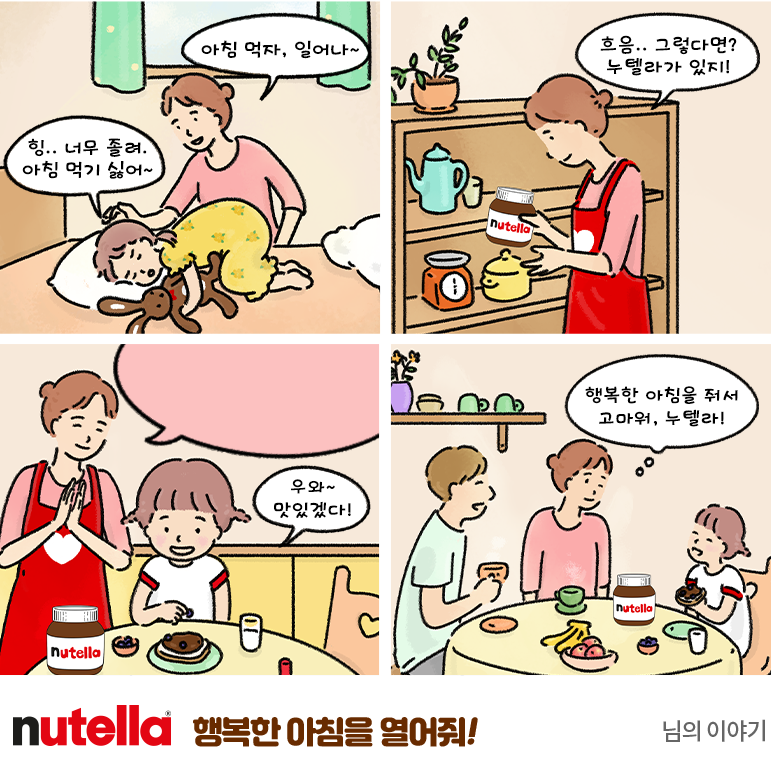 아침 먹자, 일어나~
힝.. 너무 졸려.
아침 먹기 싫어~
흐음.. 그렇다면?
누텔라가 있지!
nutella
우와~
맛있겠다!
nutella
행복한 아침을 줘서
고마워, 누텔라!
nutella
nutella® 행복한 아침을 열어줘!
님의 이야기